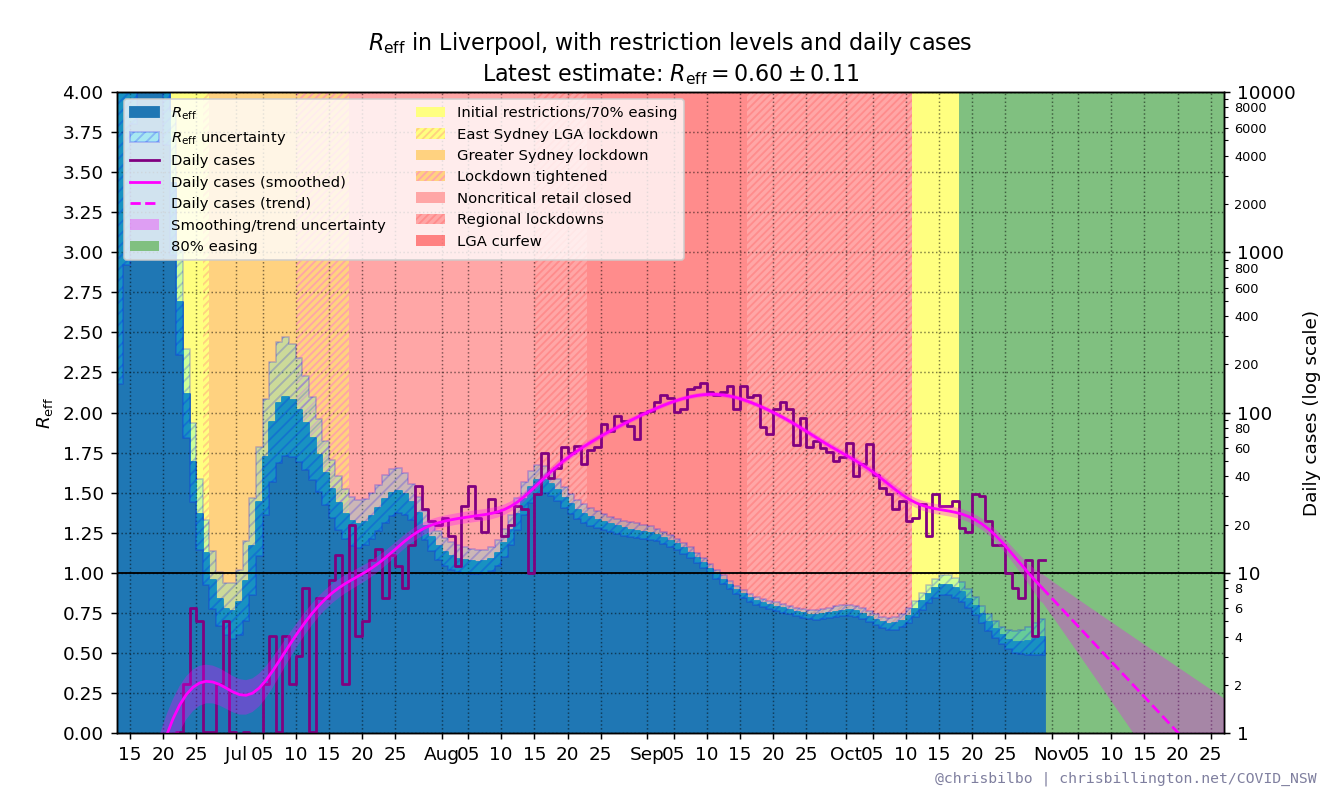 R_eff in Liverpool, with restriction levels and daily cases
Latest estimate: R_eff = 0.60 ± 0.11
R_eff
R_eff uncertainty
Daily cases
Daily cases (smoothed)
Daily cases (trend)
Smoothing/trend uncertainty
80% easing
Initial restrictions/70% easing
East Sydney LGA lockdown
Greater Sydney lockdown
Lockdown tightened
Noncritical retail closed
Regional lockdowns
LGA curfew
R_eff
4.00
3.75
3.50
3.25
3.00
2.75
2.50
2.25
2.00
1.75
1.50
1.25
1.00
0.75
0.50
0.25
0.00
10000
8000
6000
4000
2000
1000
800
600
400
200
100
80
60
40
20
10
8
6
4
2
1
Daily cases (log scale)
15 20 25 Jul 05 10 15 20 25 Aug 05 10 15 20 25 Sep 05 10 15 20 25 Oct 05 10 15 20 25 Nov 05 10 15 20 25
@chrisbilbo | chrisbillington.net/COVID_NSW